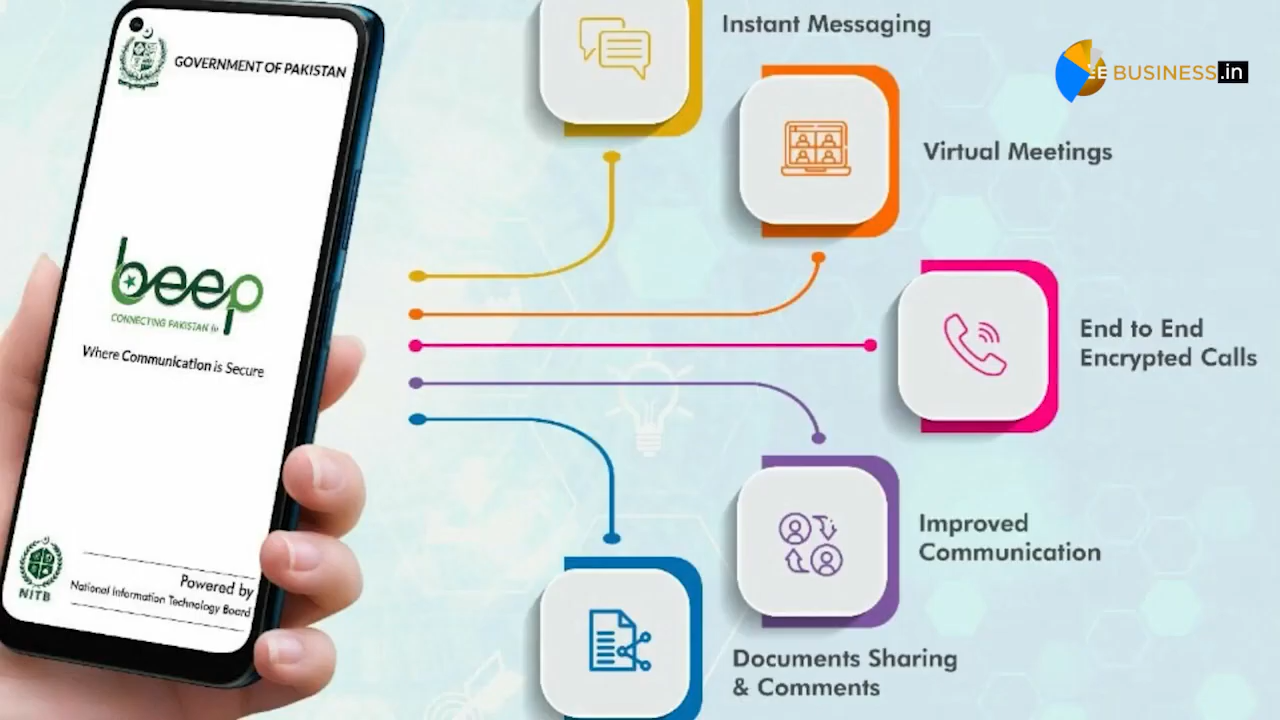 GOVERNMENT OF PAKISTAN
beep
CONNECTING PAKISTAN
Where Communication is Secure
NITB
Powered by
National Information Technology Board
Instant Messaging
Virtual Meetings
End to End
Encrypted Calls
Improved
Communication
Documents Sharing
& Comments
BUSINESS.in